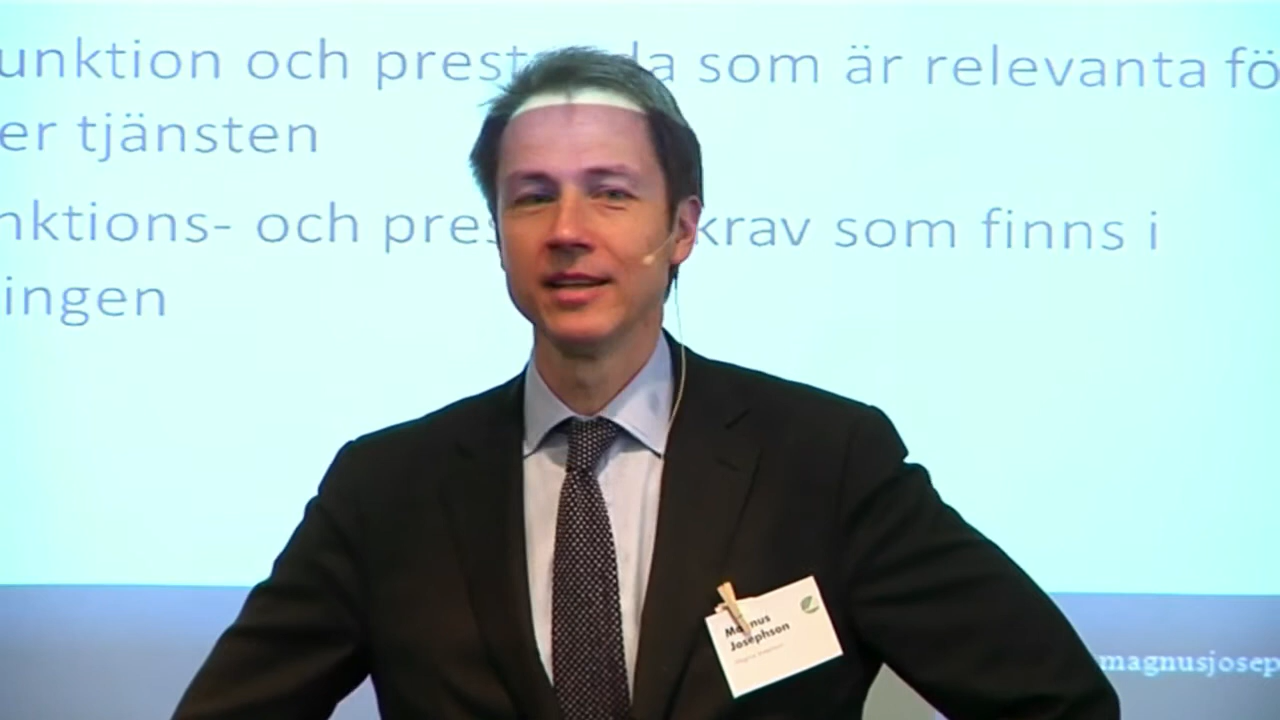 unktion och prest da som är relevanta fö
er tjänsten
nktions- och pres krav som finns i
ingen
Magnus
Josephson
magnusjosep